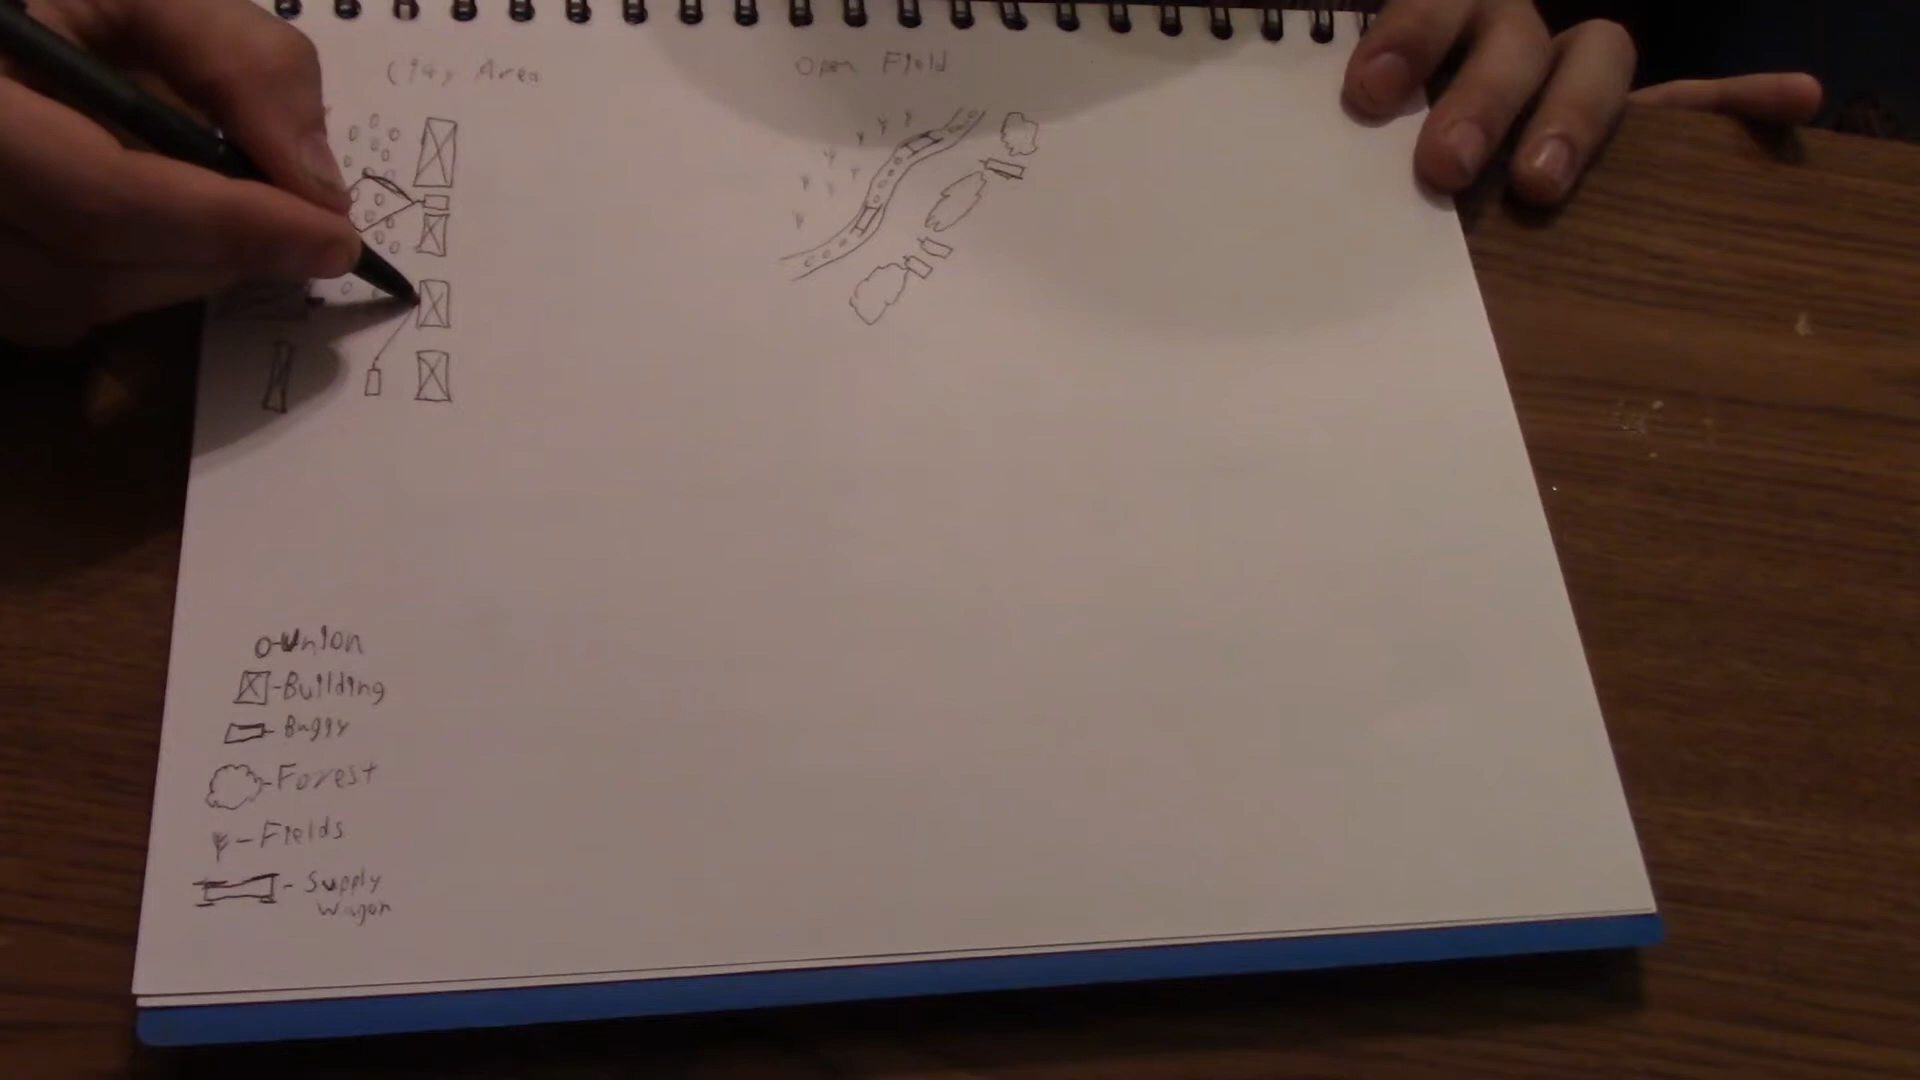 City Area
Open Field
O-Union
-Building
-Buggy
-Forest
-Fields
- Supply
Wagon